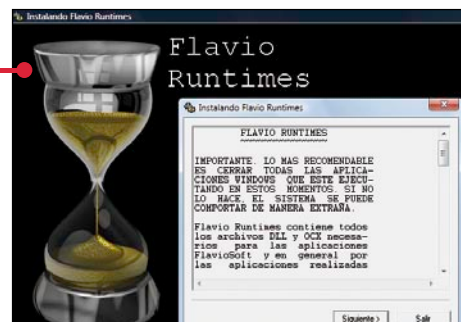 Instalando Flavio Runtimes
Flavio
Runtimes
Instalando Flavio Runtimes
FLAVIO RUNTIMES
IMPORTANTE. LO MAS RECOMENDABLE
ES CERRAR TODAS LAS APLICA-
CIONES WINDOWS QUE ESTE EJECU-
TANDO EN ESTOS MOMENTOS. SI NO
LO HACE, EL SISTEMA SE PUEDE
COMPORTAR DE MANERA EXTRAÑA.
Flavio Runtimes contiene todos
los archivos DLL y OCX necesa-
rios para las aplicaciones
FlavioSoft y en general por
las aplicaciones realizadas
Siguiente >
Salir